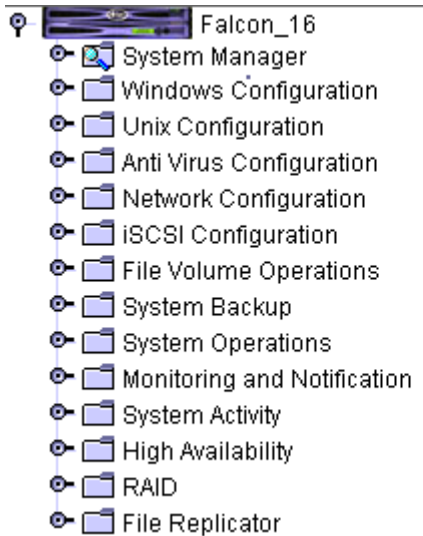 Falcon_16
System Manager
Windows Configuration
Unix Configuration
Anti Virus Configuration
Network Configuration
iSCSI Configuration
File Volume Operations
System Backup
System Operations
Monitoring and Notification
System Activity
High Availability
RAID
File Replicator